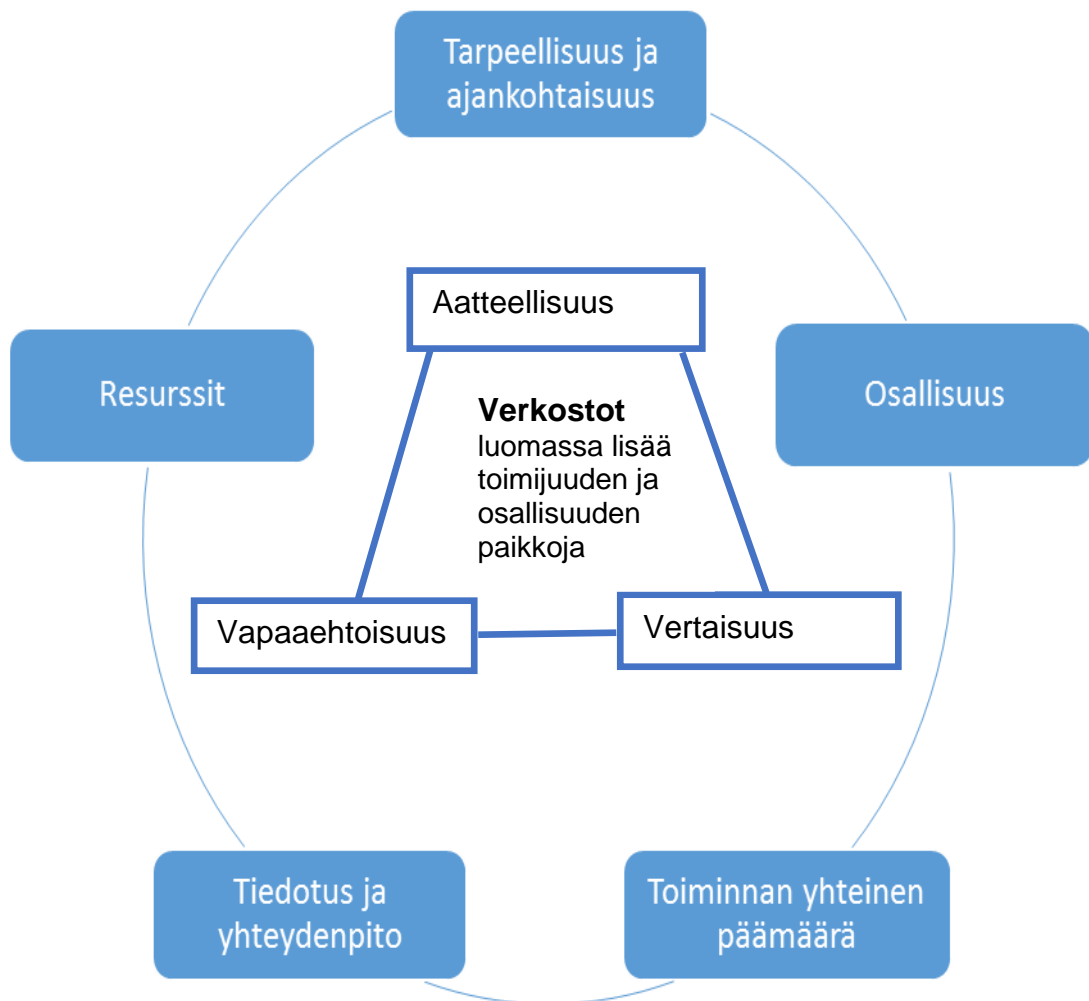 Tarpeellisuus ja
ajankohtaisuus
Aatteellisuus
Resurssit
Osallisuus
Verkostot
luomassa lisää
toimijuuden ja
osallisuuden
paikkoja
Vapaaehtoisuus
Vertaisuus
Tiedotus ja
yhteydenpito
Toiminnan yhteinen
päämäärä